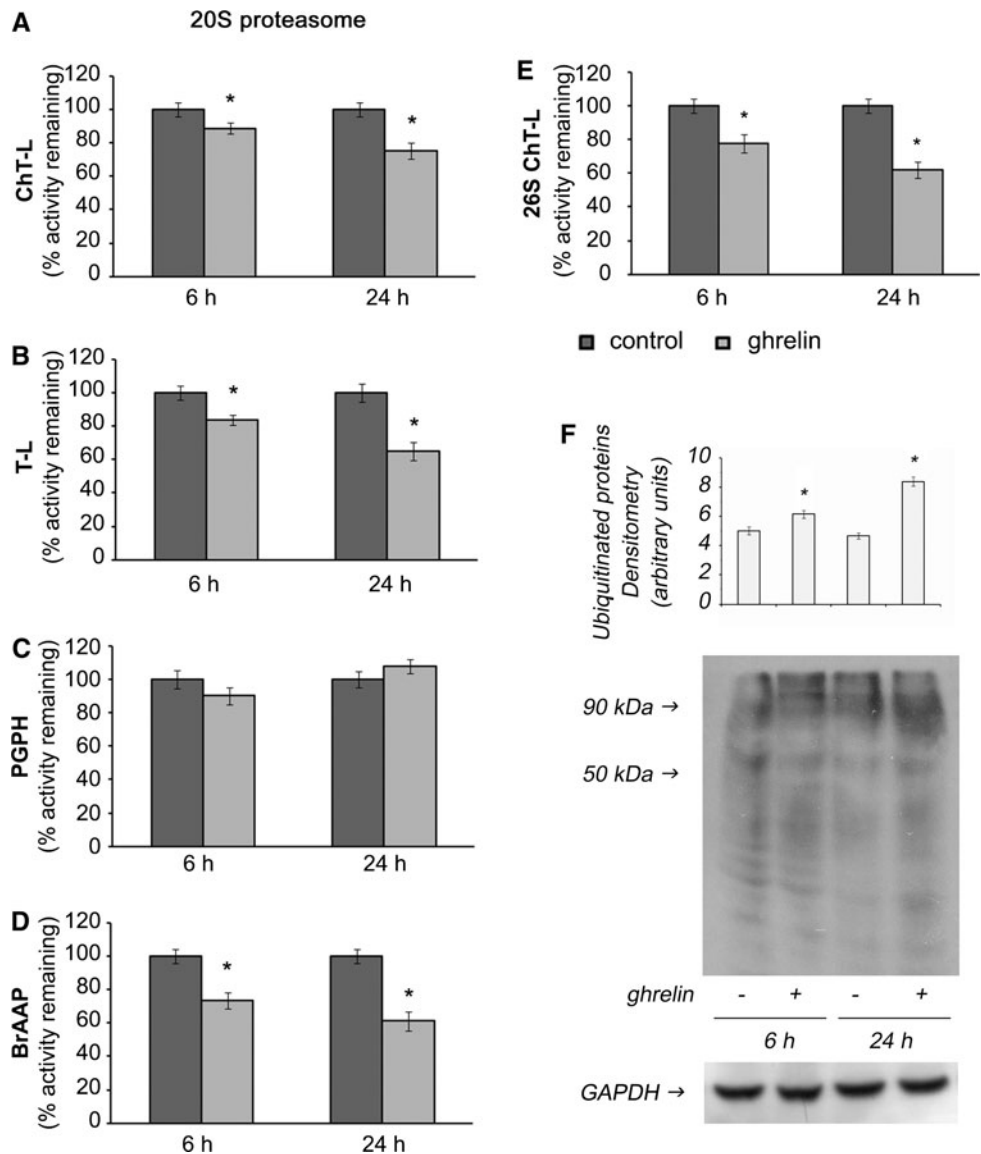 A
20S proteasome
ChT-L
(% activity remaining)
120
100
80
60
40
20
0
*
*
6 h
24 h
B
T-L
(% activity remaining)
120
100
80
60
40
20
0
*
*
6 h
24 h
C
PGPH
(% activity remaining)
120
100
80
60
40
20
0
6 h
24 h
D
BrAAP
(% activity remaining)
120
100
80
60
40
20
0
*
*
6 h
24 h
E
26S ChT-L
(% activity remaining)
120
100
80
60
40
20
0
*
*
6 h
24 h
control
ghrelin
F
Ubiquitinated proteins
Densitometry
(arbitrary units)
10
8
6
4
2
0
*
*
90 kDa →
50 kDa →
ghrelin - + - +
6 h 24 h
GAPDH →